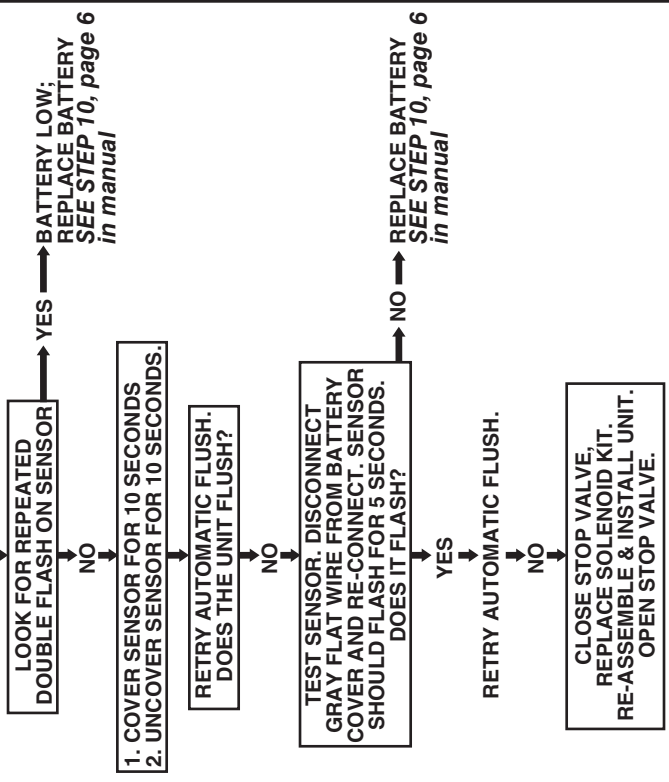 LOOK FOR REPEATED
DOUBLE FLASH ON SENSOR
YES
BATTERY LOW;
REPLACE BATTERY
SEE STEP 10, page 6
in manual
NO
1. COVER SENSOR FOR 10 SECONDS
2. UNCOVER SENSOR FOR 10 SECONDS.
RETRY AUTOMATIC FLUSH.
DOES THE UNIT FLUSH?
NO
TEST SENSOR. DISCONNECT
GRAY FLAT WIRE FROM BATTERY
COVER AND RE-CONNECT. SENSOR
SHOULD FLASH FOR 5 SECONDS.
DOES IT FLASH?
NO
REPLACE BATTERY
SEE STEP 10, page 6
in manual
YES
RETRY AUTOMATIC FLUSH.
NO
CLOSE STOP VALVE,
REPLACE SOLENOID KIT.
RE-ASSEMBLE & INSTALL UNIT.
OPEN STOP VALVE.